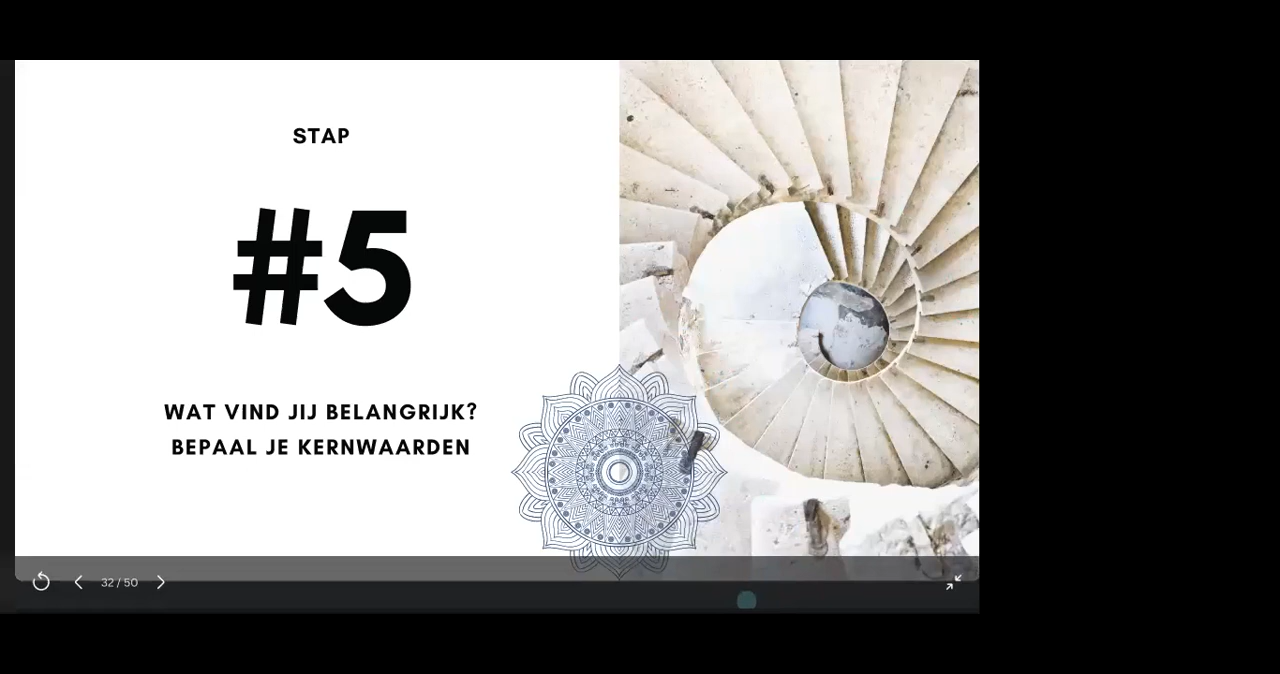 STAP
#5
WAT VIND JIJ BELANGRIJK?
BEPAAL JE KERNWAARDEN
32 / 50